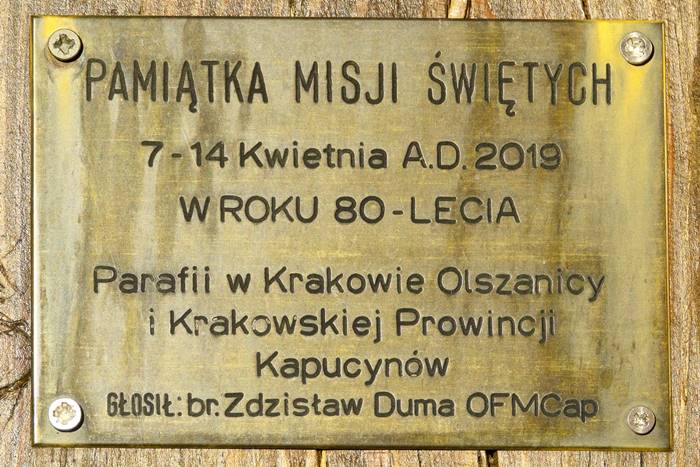 PAMIĄTKA MISJI ŚWIĘTYCH
7-14 Kwietnia A.D. 2019
W ROKU 80-LECIA
Parafii w Krakowie Olszanicy
i Krakowskiej Prowincji
Kapucynów
GŁOSIŁ: br. Zdzisław Duma OFMCap